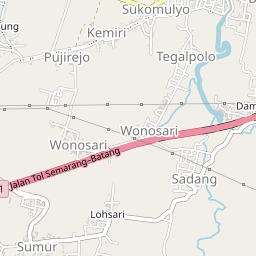 Sukomulyo
Kemiri
Pujirejo
Tegalpolo
Wonosari
Wonosari
Jalan Tol Semarang-Batang
Sadang
Lohsari
Sumur